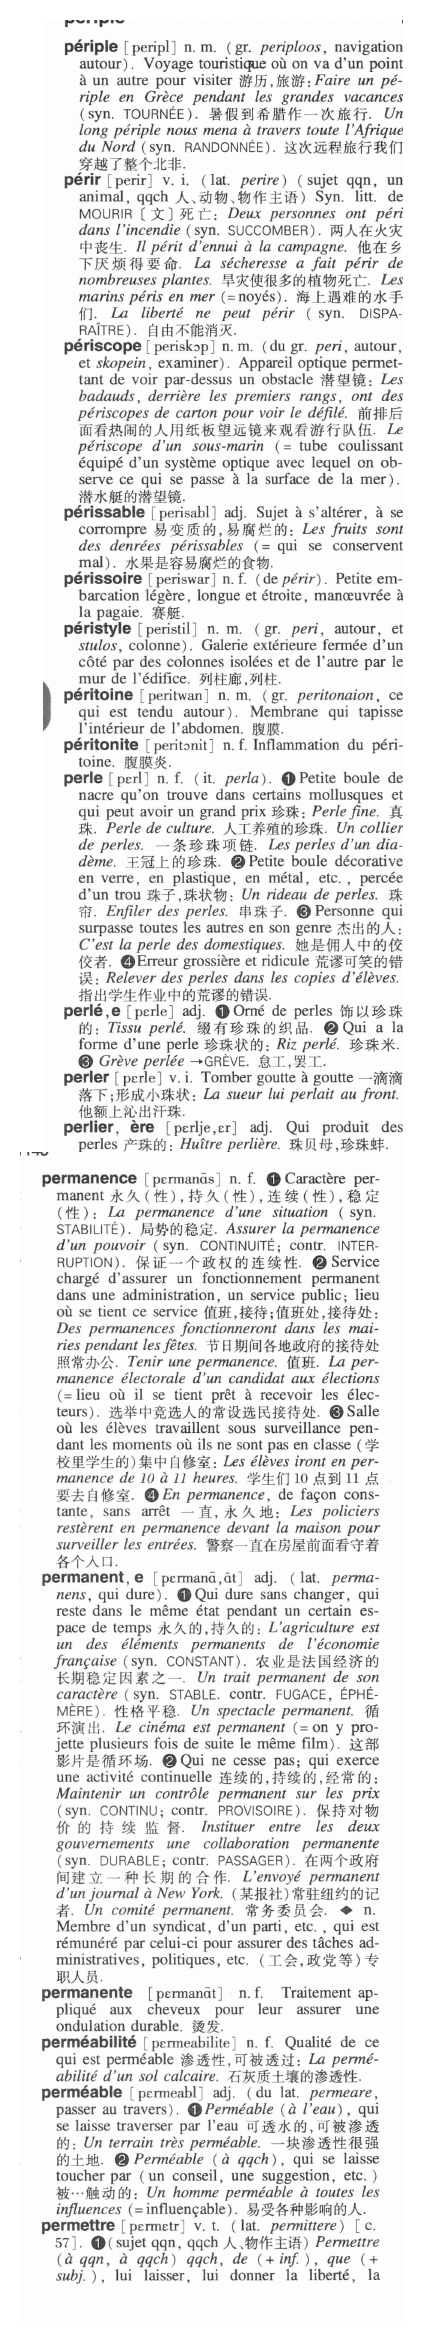 périple [peripl] n. m. (gr. periploos, navigation
autour). Voyage touristique où on va d'un point
à un autre pour visiter 游历,旅游: Faire un pé-
riple en Grèce pendant les grandes vacances
(syn. TOURNÉE). 暑假到希腊作一次旅行. Un
long périple nous mena à travers toute l'Afrique
du Nord (syn. RANDONNÉE). 这次远程旅行我们
穿越了整个北非.
périr [perir] v. i. (lat. perire) (sujet qqn, un
animal, qqch 人、动物、物作主语) Syn. litt. de
MOURIR [文] 死亡: Deux personnes ont péri
dans l'incendie (syn. SUCCOMBER). 两人在火灾
中丧生. Il périt d'ennui à la campagne. 他在乡
下厌烦得要命. La sécheresse a fait périr de
nombreuses plantes. 旱灾使很多的植物死亡. Les
marins péris en mer (=noyés). 海上遇难的水手
们. La liberté ne peut périr ( syn. DISPA-
RAÎTRE). 自由不能消灭.
périscope [periskɔp] n. m. (du gr. peri, autour,
et skopein, examiner). Appareil optique permet-
tant de voir par-dessus un obstacle 潜望镜: Les
badauds, derrière les premiers rangs, ont des
périscopes de carton pour voir le défilé. 前排后
面看热闹的人用纸板望远镜来观看游行队伍. Le
périscope d'un sous-marin (= tube coulissant
équipé d'un système optique avec lequel on ob-
serve ce qui se passe à la surface de la mer).
潜水艇的潜望镜.
périssable [perisabl] adj. Sujet à s'altérer, à se
corrompre 易变质的,易腐烂的: Les fruits sont
des denrées périssables (= qui se conservent
mal). 水果是容易腐烂的食物.
périssoire [periswar] n. f. (de périr). Petite em-
barcation légère, longue et étroite, manœuvrée à
la pagaie. 赛艇.
péristyle [peristil] n. m. (gr. peri, autour, et
stulos, colonne). Galerie extérieure fermée d'un
côté par des colonnes isolées et de l'autre par le
mur de l'édifice. 列柱廊,列柱.
péritoine [peritwan] n. m. (gr. peritonaion, ce
qui est tendu autour). Membrane qui tapisse
l'intérieur de l'abdomen. 腹膜.
péritonite [peritɔnit] n. f. Inflammation du péri-
toine. 腹膜炎.
perle [pɛrl] n. f. (it. perla). ❶ Petite boule de
nacre qu'on trouve dans certains mollusques et
qui peut avoir un grand prix 珍珠: Perle fine. 真
珠. Perle de culture. 人工养殖的珍珠. Un collier
de perles. 一条珍珠项链. Les perles d'un dia-
dème. 王冠上的珍珠. ❷ Petite boule décorative
en verre, en plastique, en métal, etc., percée
d'un trou 珠子,珠状物: Un rideau de perles. 珠
帘. Enfiler des perles. 串珠子. ❸ Personne qui
surpasse toutes les autres en son genre 杰出的人:
C'est la perle des domestiques. 她是佣人中的佼
佼者. ❹ Erreur grossière et ridicule 荒谬可笑的错
误: Relever des perles dans les copies d'élèves.
指出学生作业中的荒谬的错误.
perlé,e [perle] adj. ❶ Orné de perles 饰以珍珠
的: Tissu perlé. 缀有珍珠的织品. ❷ Qui a la
forme d'une perle 珍珠状的: Riz perlé. 珍珠米.
❸ Grève perlée →GRÈVE. 怠工,罢工.
perler [perle] v. i. Tomber goutte à goutte 一滴滴
落下;形成小珠状: La sueur lui perlait au front.
他额上沁出汗珠.
perlier, ère [pɛrlje,ɛr] adj. Qui produit des
perles 产珠的: Huître perlière. 珠贝母,珍珠蚌.
permanence [pɛrmanɑ̃s] n. f. ❶ Caractère per-
manent 永久(性),持久(性),连续(性),稳定
(性): La permanence d'une situation (syn.
STABILITÉ). 局势的稳定. Assurer la permanence
d'un pouvoir (syn. CONTINUITÉ; contr. INTER-
RUPTION). 保证一个政权的连续性. ❷ Service
chargé d'assurer un fonctionnement permanent
dans une administration, un service public; lieu
où se tient ce service 值班,接待;值班处,接待处:
Des permanences fonctionneront dans les mai-
ries pendant les fêtes. 节日期间各地政府的接待处
照常办公. Tenir une permanence. 值班. La per-
manence électorale d'un candidat aux élections
(=lieu où il se tient prêt à recevoir les élec-
teurs). 选举中竞选人的常设选民接待处. ❸ Salle
où les élèves travaillent sous surveillance pen-
dant les moments où ils ne sont pas en classe (学
校里学生的)集中自修室: Les élèves iront en per-
manence de 10 à 11 heures. 学生们 10 点到 11 点
要去自修室. ❹ En permanence, de façon cons-
tante, sans arrêt 一直,永久地: Les policiers
restèrent en permanence devant la maison pour
surveiller les entrées. 警察一直在房屋前面看守着
各个入口.
permanent, e [pɛrmanɑ̃,ɑ̃t] adj. (lat. perma-
nens, qui dure). ❶ Qui dure sans changer, qui
reste dans le même état pendant un certain es-
pace de temps 永久的,持久的: L'agriculture est
un des éléments permanents de l'économie
française (syn. CONSTANT). 农业是法国经济的
长期稳定因素之一. Un trait permanent de son
caractère (syn. STABLE. contr. FUGACE, ÉPHÉ-
MÈRE). 性格平稳. Un spectacle permanent. 循
环演出. Le cinéma est permanent (=on y pro-
jette plusieurs fois de suite le même film). 这部
影片是循环场. ❷ Qui ne cesse pas; qui exerce
une activité continuelle 连续的,持续的,经常的:
Maintenir un contrôle permanent sur les prix
(syn. CONTINU; contr. PROVISOIRE). 保持对物
价的持续监督. Instituer entre les deux
gouvernements une collaboration permanente
(syn. DURABLE; contr. PASSAGER). 在两个政府
间建立一种长期的合作. L'envoyé permanent
d'un journal à New York. (某报社)常驻纽约的记
者. Un comité permanent. 常务委员会. ◆ n.
Membre d'un syndicat, d'un parti, etc., qui est
rémunéré par celui-ci pour assurer des tâches ad-
ministratives, politiques, etc. (工会,政党等)专
职人员.
permanente [pɛrmanɑ̃t] n. f. Traitement ap-
pliqué aux cheveux pour leur assurer une
ondulation durable. 烫发.
perméabilité [pɛrmeabilite] n. f. Qualité de ce
qui est perméable 渗透性,可被透过: La permé-
abilité d'un sol calcaire. 石灰质土壤的渗透性.
perméable [pɛrmeabl] adj. (du lat. permeare,
passer au travers). ❶ Perméable (à l'eau), qui
se laisse traverser par l'eau 可透水的,可被渗透
的: Un terrain très perméable. 一块渗透性很强
的土地. ❷ Perméable (à qqch), qui se laisse
toucher par (un conseil, une suggestion, etc.)
被…触动的: Un homme perméable à toutes les
influences (=influençable). 易受各种影响的人.
permettre [pɛrmɛtr] v. t. (lat. permittere) [c.
57]. ❶ (sujet qqn, qqch 人、物作主语) Permettre
(à qqn, à qqch) qqch, de (+ inf.), que (+
subj.), lui laisser, lui donner la liberté, la